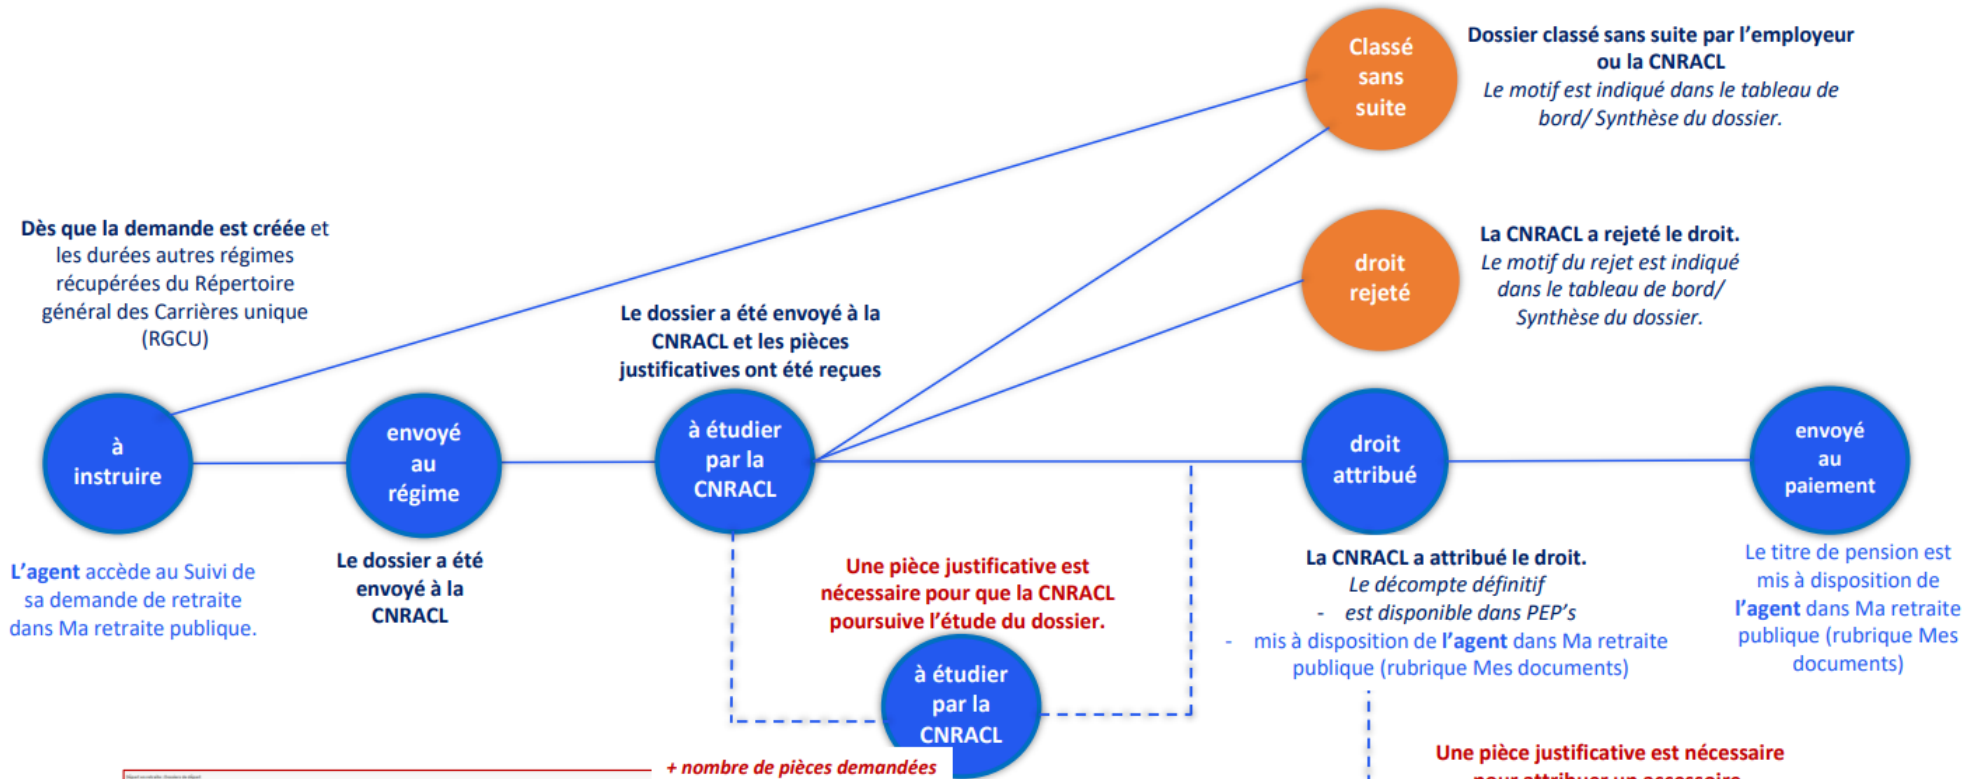 Classé
sans
suite
Dossier classé sans suite par l'employeur
ou la CNRACL
Le motif est indiqué dans le tableau de
bord/ Synthèse du dossier.
Dès que la demande est créée et
les durées autres régimes
récupérées du Répertoire
général des Carrières unique
(RGCU)
droit
rejeté
La CNRACL a rejeté le droit.
Le motif du rejet est indiqué
dans le tableau de bord/
Synthèse du dossier.
Le dossier a été envoyé à la
CNRACL et les pièces
justificatives ont été reçues
à
instruire
envoyé
au
régime
à étudier
par la
CNRACL
droit
attribué
envoyé
au
paiement
L'agent accède au Suivi de
sa demande de retraite
dans Ma retraite publique.
Le dossier a été
envoyé à la
CNRACL
Une pièce justificative est
nécessaire pour que la CNRACL
poursuive l'étude du dossier.
à étudier
par la
CNRACL
+ nombre de pièces demandées
La CNRACL a attribué le droit.
Le décompte définitif
- est disponible dans PEP's
- mis à disposition de l'agent dans Ma retraite
publique (rubrique Mes documents)
Le titre de pension est
mis à disposition de
l'agent dans Ma retraite
publique (rubrique Mes
documents)
Une pièce justificative est nécessaire
pour attribuer un accessoire